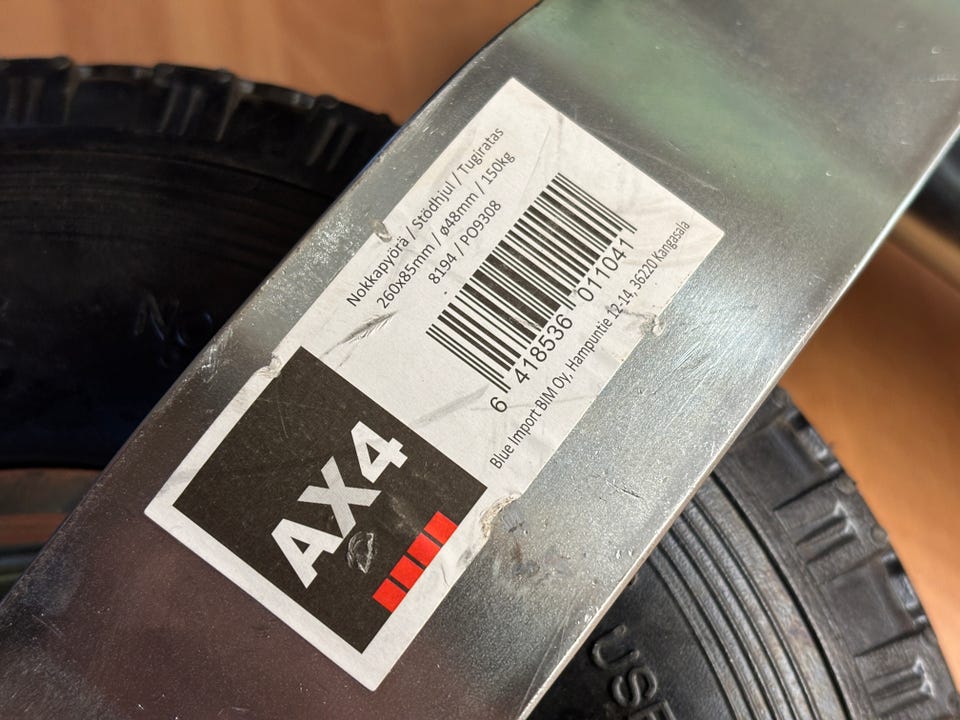 Nokkapyörä / Stödhjul / Tugiratas
260x85mm / ø48mm / 150kg
8194 / PO9308
6 418536 011041
Blue Import BIM Oy, Hampuntie 12-14, 36220 Kangasala
AX4
USE